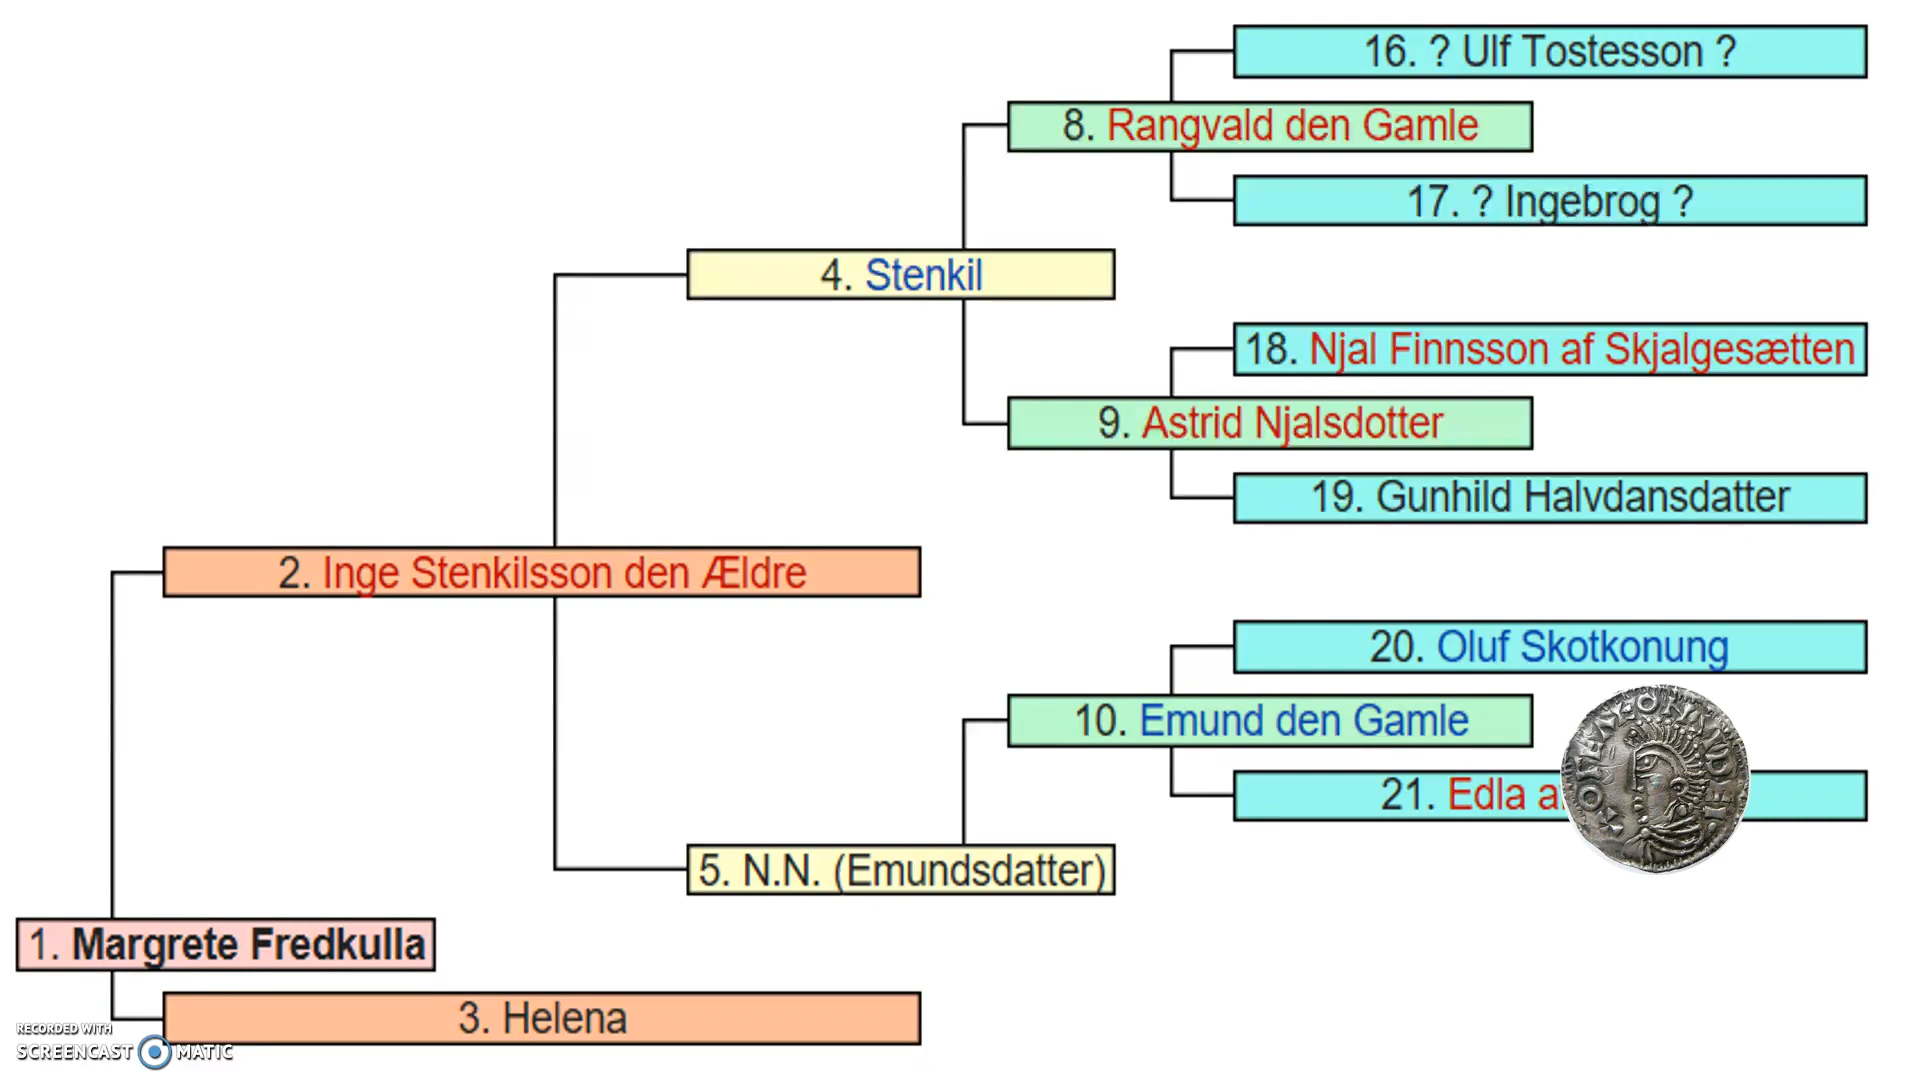 16. ? Ulf Tostesson ?
8. Rangvald den Gamle
17. ? Ingebrog ?
4. Stenkil
18. Njal Finnsson af Skjalgesætten
9. Astrid Njalsdotter
19. Gunhild Halvdansdatter
2. Inge Stenkilsson den Ældre
20. Oluf Skotkonung
10. Emund den Gamle
21. Edla
5. N.N. (Emundsdatter)
1. Margrete Fredkulla
3. Helena
RECORDED WITH
SCREENCAST MATIC